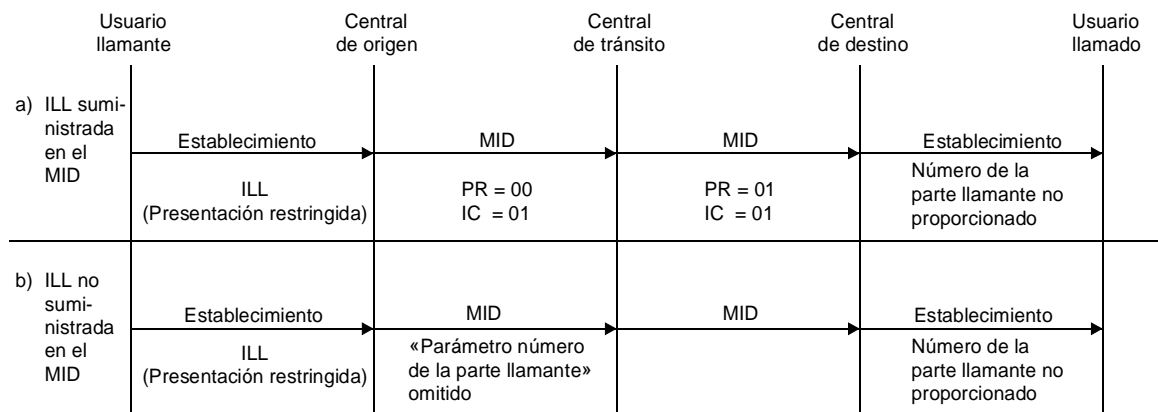 Usuario
llamante
Central
de origen
Central
de tránsito
Central
de destino
Usuario
llamado
a) ILL sumi-
nistrada
en el
MID
Establecimiento
ILL
(Presentación restringida)
MID
PR = 00
IC = 01
MID
PR = 01
IC = 01
Establecimiento
Número de la
parte llamante no
proporcionado
b) ILL no
sumi-
nistrada
en el
MID
Establecimiento
ILL
(Presentación restringida)
MID
«Parámetro número
de la parte llamante»
omitido
MID
Establecimiento
Número de la
parte llamante no
proporcionado